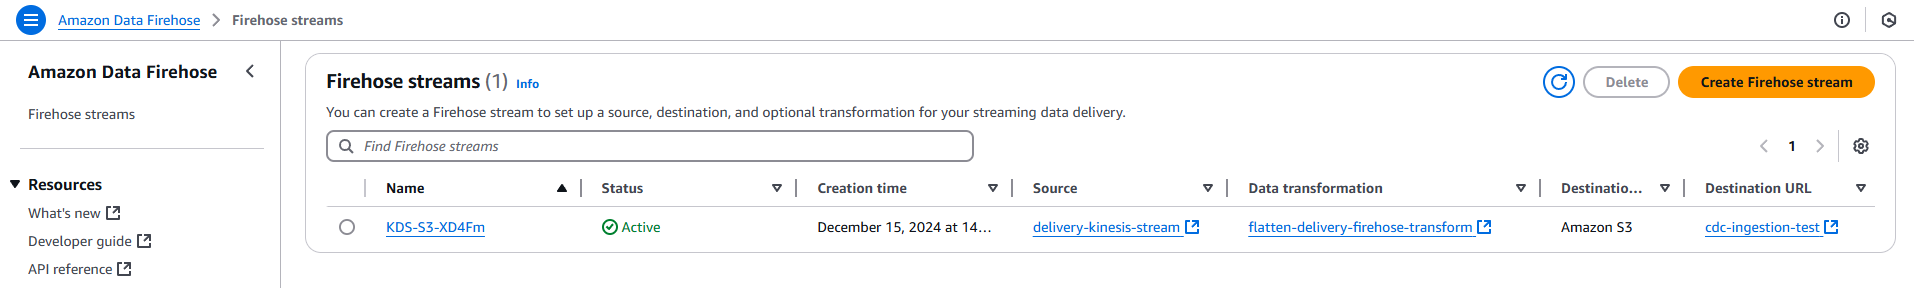 Amazon Data Firehose > Firehose streams
Amazon Data Firehose
Firehose streams
Resources
What's new
Developer guide
API reference
Firehose streams (1) Info
Delete
Create Firehose stream
You can create a Firehose stream to set up a source, destination, and optional transformation for your streaming data delivery.
Find Firehose streams
1
Name Status Creation time Source Data transformation Destinatio... Destination URL
KDS-S3-XD4Fm Active December 15, 2024 at 14... delivery-kinesis-stream flatten-delivery-firehose-transform Amazon S3 cdc-ingestion-test